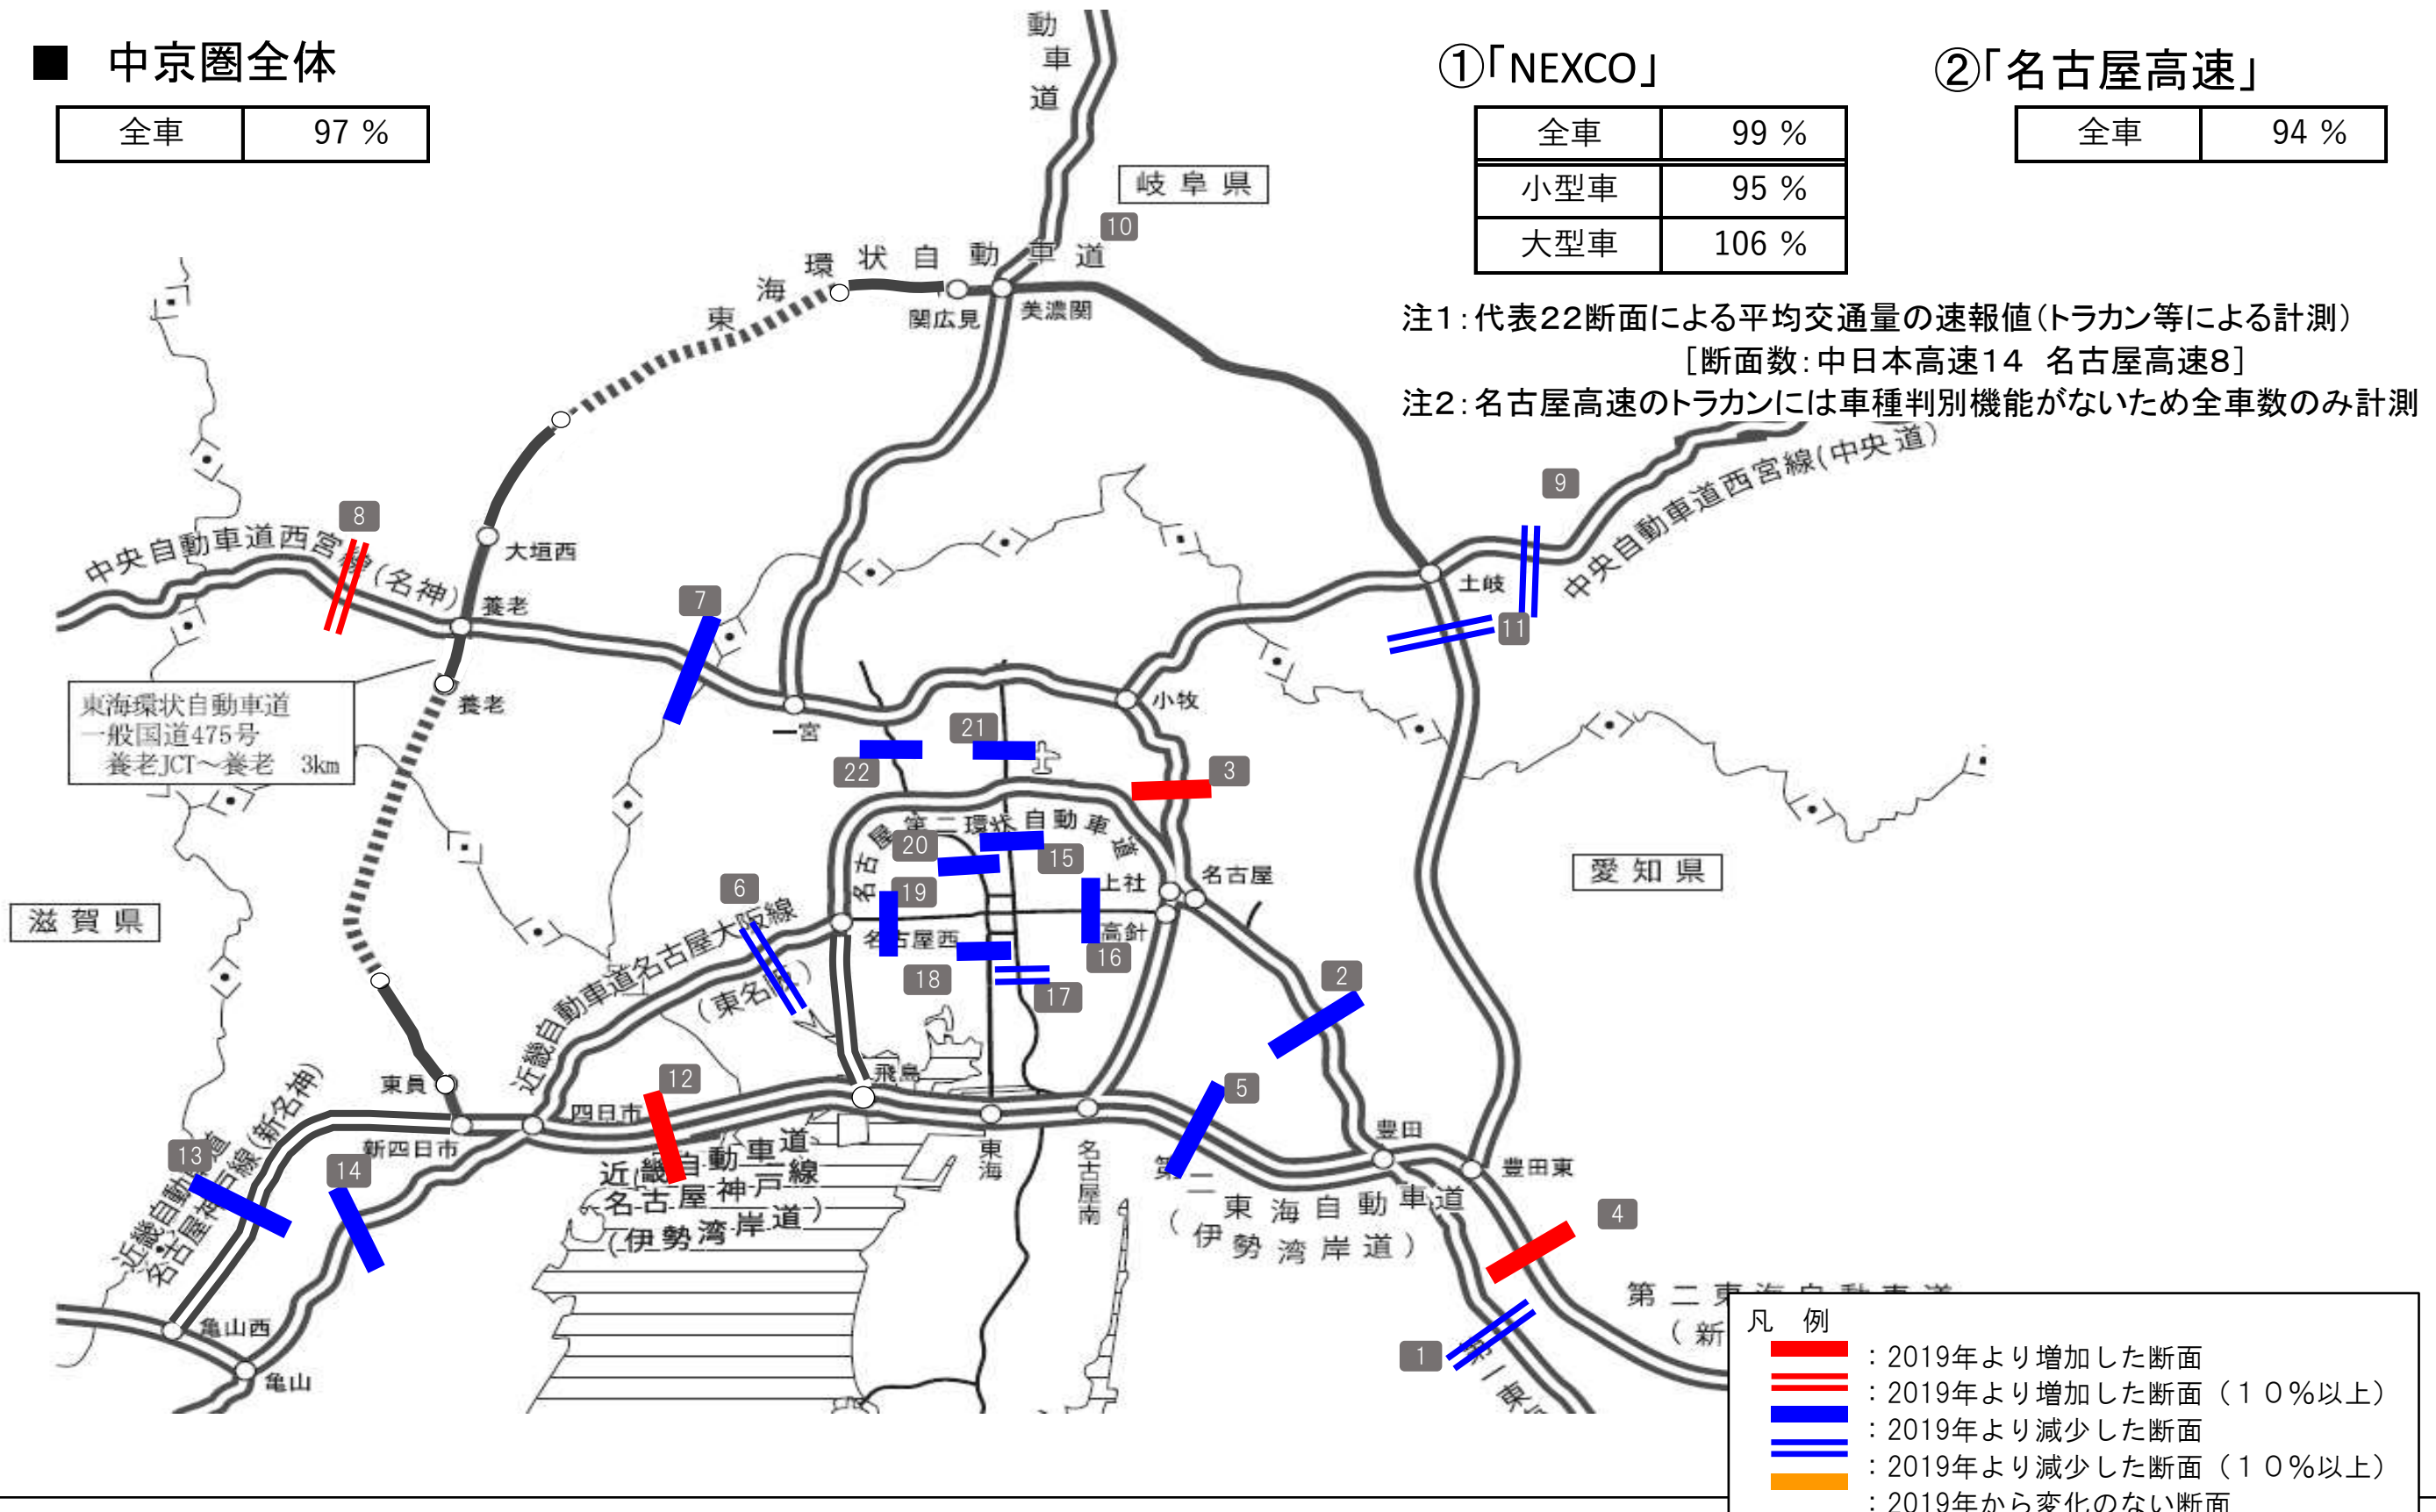 ■ 中京圏全体
全車 97 %
①「NEXCO」
全車 99 %
小型車 95 %
大型車 106 %
②「名古屋高速」
全車 94 %
注1：代表22断面による平均交通量の速報値（トラカン等による計測）
［断面数：中日本高速14 名古屋高速8］
注2：名古屋高速のトラカンには車種判別機能がないため全車数のみ計測
動車道
岐阜県
10
東海環状自動車道
関広見
美濃関
9
中央自動車道西宮線(中央道)
8
中央自動車道西宮線(名神)
大垣西
養老
7
土岐
11
東海環状自動車道
一般国道475号
養老JCT～養老 3km
養老
一宮
小牧
21
22
3
名古屋第二環状自動車道
20
15
19
上社
名古屋
愛知県
6
滋賀県
近畿自動車道名古屋大阪線
(東名阪)
名古屋西
高針
16
18
17
2
飛島
東員
12
5
四日市
新四日市
豊田
豊田東
13
14
近畿自動車道
名古屋神戸線(新名神)
近畿自動車道
名古屋神戸線
(伊勢湾岸道)
東海
名古屋南
第二東海自動車道
(伊勢湾岸道)
4
第二東海自動車道
(新
亀山西
亀山
1
第一東
凡 例
：2019年より増加した断面
：2019年より増加した断面（１０％以上）
：2019年より減少した断面
：2019年より減少した断面（１０％以上）
：2019年から変化のない断面